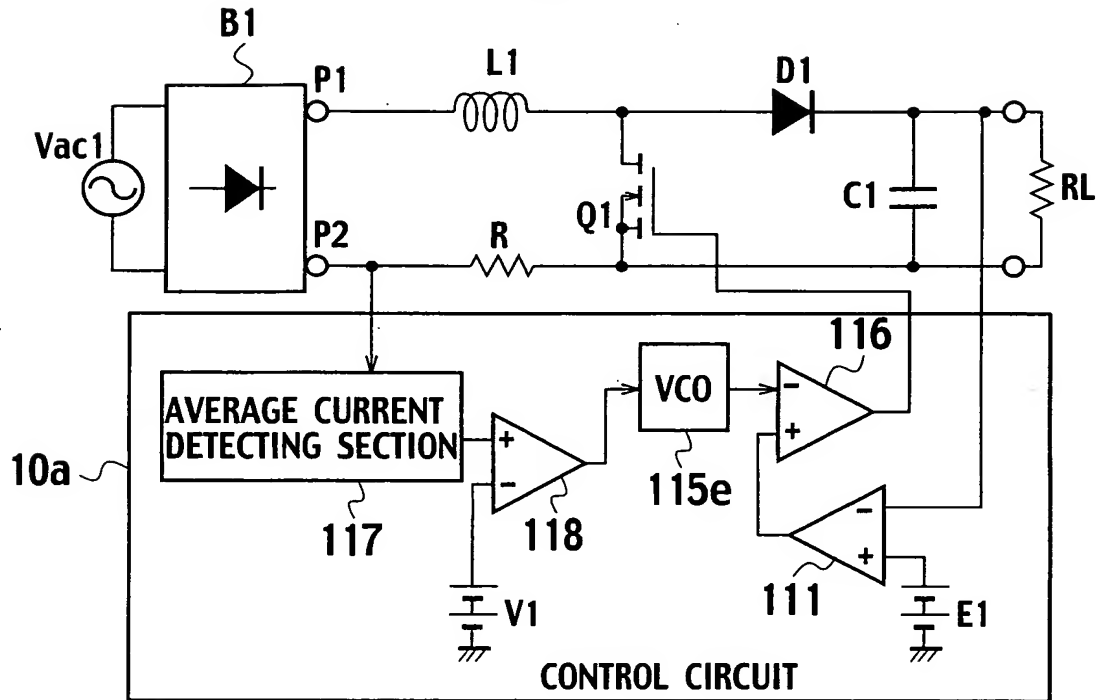 B1
P1
L1
D1
Vac1
P2
R
Q1
C1
RL
116
VCO
−
+
AVERAGE CURRENT
DETECTING SECTION
+
−
10a
117
118
115e
−
+
111
V1
E1
CONTROL CIRCUIT